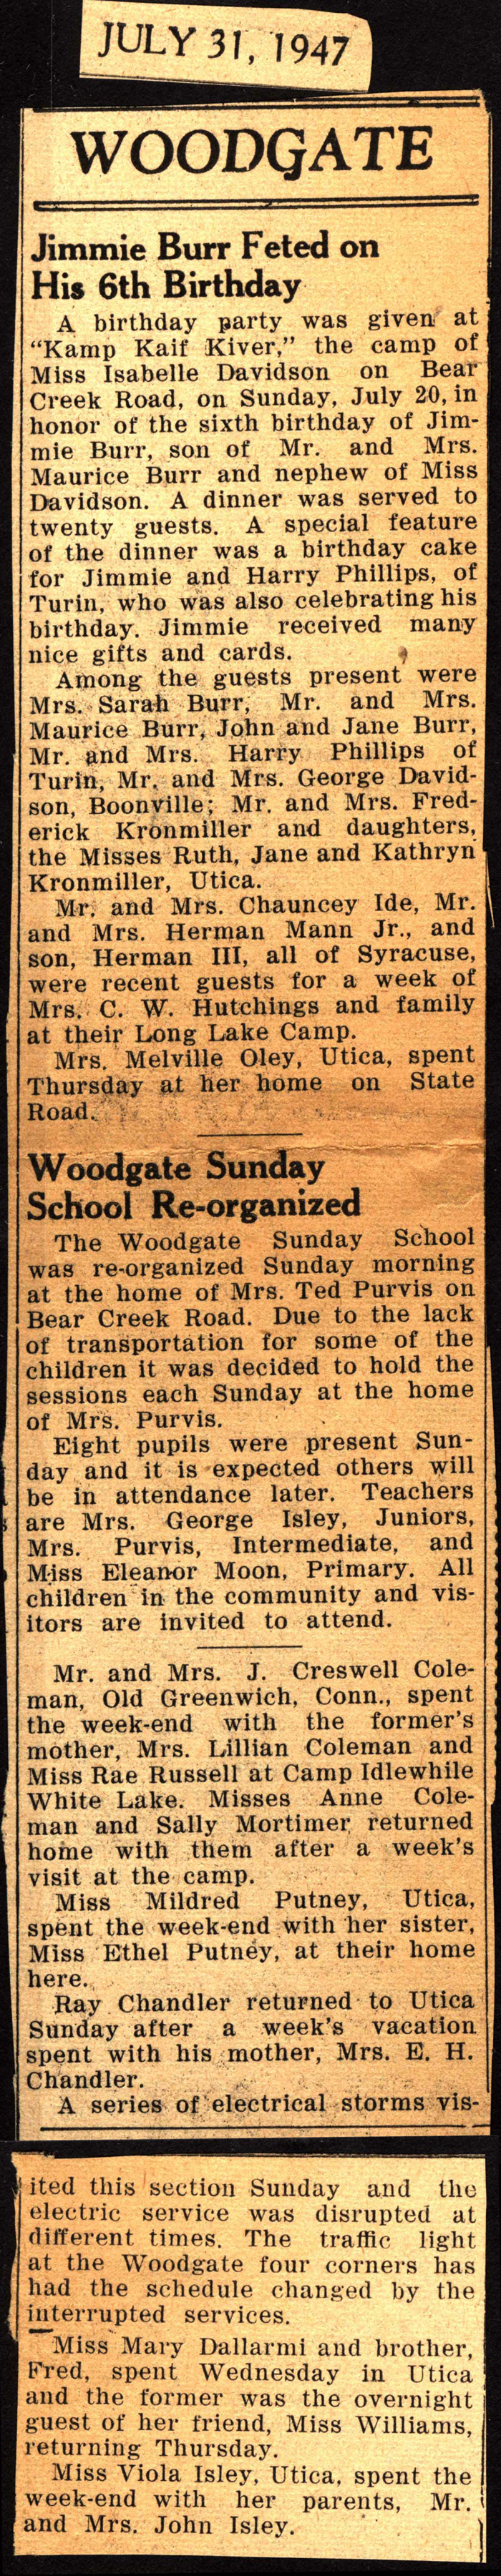 JULY 31, 1947
WOODGATE
Jimmie Burr Feted on
His 6th Birthday
A birthday party was given at
“Kamp Kaif Kiver,” the camp of
Miss Isabelle Davidson on Bear
Creek Road, on Sunday, July 20, in
honor of the sixth birthday of Jim-
mie Burr, son of Mr. and Mrs.
Maurice Burr and nephew of Miss
Davidson. A dinner was served to
twenty guests. A special feature
of the dinner was a birthday cake
for Jimmie and Harry Phillips, of
Turin, who was also celebrating his
birthday. Jimmie received many
nice gifts and cards.
Among the guests present were
Mrs. Sarah Burr, Mr. and Mrs.
Maurice Burr, John and Jane Burr,
Mr. and Mrs. Harry Phillips of
Turin, Mr. and Mrs. George David-
son, Boonville; Mr. and Mrs. Fred-
erick Kronmiller and daughters,
the Misses Ruth, Jane and Kathryn
Kronmiller, Utica.
Mr. and Mrs. Chauncey Ide, Mr.
and Mrs. Herman Mann Jr., and
son, Herman III, all of Syracuse,
were recent guests for a week of
Mrs. C. W. Hutchings and family
at their Long Lake Camp.
Mrs. Melville Oley, Utica, spent
Thursday at her home on State
Road.
Woodgate Sunday
School Re-organized
The Woodgate Sunday School
was re-organized Sunday morning
at the home of Mrs. Ted Purvis on
Bear Creek Road. Due to the lack
of transportation for some of the
children it was decided to hold the
sessions each Sunday at the home
of Mrs. Purvis.
Eight pupils were present Sun-
day and it is expected others will
be in attendance later. Teachers
are Mrs. George Isley, Juniors,
Mrs. Purvis, Intermediate, and
Miss Eleanor Moon, Primary. All
children in the community and vis-
itors are invited to attend.
Mr. and Mrs. J. Creswell Cole-
man, Old Greenwich, Conn., spent
the week-end with the former's
mother, Mrs. Lillian Coleman and
Miss Rae Russell at Camp Idlewhile
White Lake. Misses Anne Cole-
man and Sally Mortimer returned
home with them after a week's
visit at the camp.
Miss Mildred Putney, Utica,
spent the week-end with her sister,
Miss Ethel Putney, at their home
here.
Ray Chandler returned to Utica
Sunday after a week's vacation
spent with his mother, Mrs. E. H.
Chandler.
A series of electrical storms vis-
ited this section Sunday and the
electric service was disrupted at
different times. The traffic light
at the Woodgate four corners has
had the schedule changed by the
interrupted services.
Miss Mary Dallarmi and brother,
Fred, spent Wednesday in Utica
and the former was the overnight
guest of her friend, Miss Williams,
returning Thursday.
Miss Viola Isley, Utica, spent the
week-end with her parents, Mr.
and Mrs. John Isley.